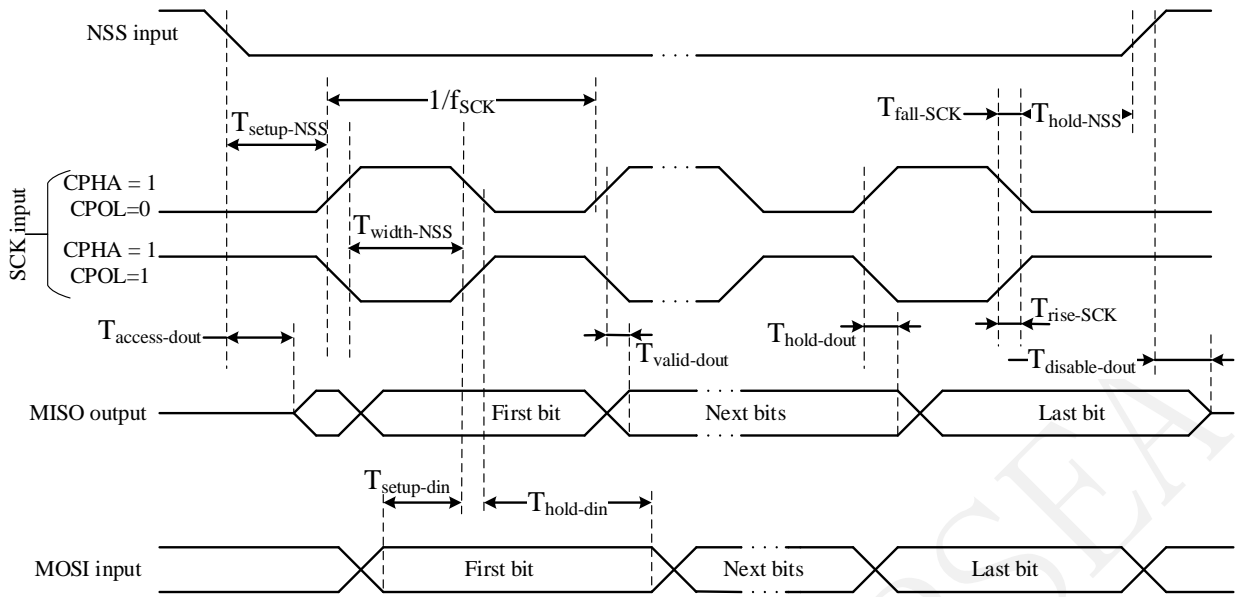 NSS input
1/fSCK
Tsetup-NSS
Tfall-SCK
Thold-NSS
SCK input
CPHA = 1
CPOL=0
Twidth-NSS
CPHA = 1
CPOL=1
Taccess-dout
Tvalid-dout
Thold-dout
Trise-SCK
Tdisable-dout
MISO output
First bit
Next bits
Last bit
Tsetup-din
Thold-din
MOSI input
First bit
Next bits
Last bit